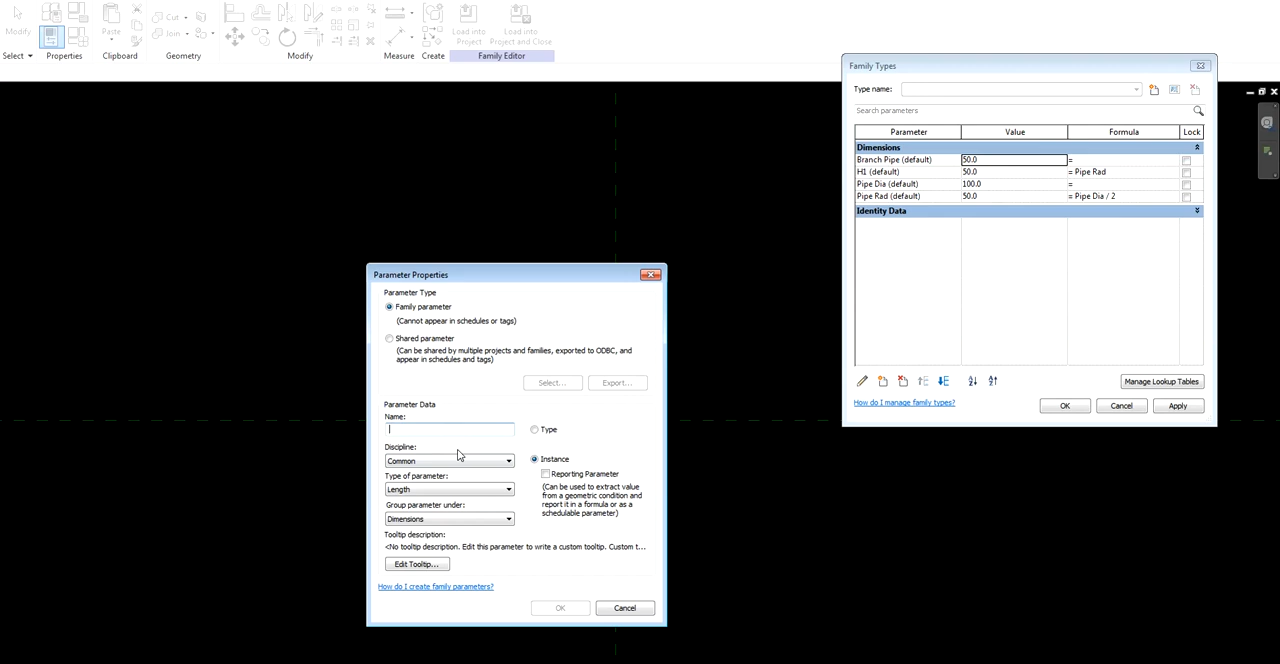 Cut
Join
Modify
Paste
Load into
Project
Load into
Project and Close
Select
Properties
Clipboard
Geometry
Modify
Measure
Create
Family Editor
Family Types
Type name:
Search parameters
Parameter Value Formula Lock
Dimensions
Branch Pipe (default) 50.0 =
H1 (default) 50.0 = Pipe Rad
Pipe Dia (default) 100.0 =
Pipe Rad (default) 50.0 = Pipe Dia / 2
Identity Data
Manage Lookup Tables
How do I manage family types?
OK
Cancel
Apply
Parameter Properties
Parameter Type
Family parameter
(Cannot appear in schedules or tags)
Shared parameter
(Can be shared by multiple projects and families, exported to ODBC, and
appear in schedules and tags)
Select...
Export...
Parameter Data
Name:
Type
Discipline:
Common
Instance
Type of parameter:
Reporting Parameter
Length
(Can be used to extract value
from a geometric condition and
report it in a formula or as a
schedulable parameter)
Group parameter under:
Dimensions
Tooltip description:
<No tooltip description. Edit this parameter to write a custom tooltip. Custom t...
Edit Tooltip...
How do I create family parameters?
OK
Cancel